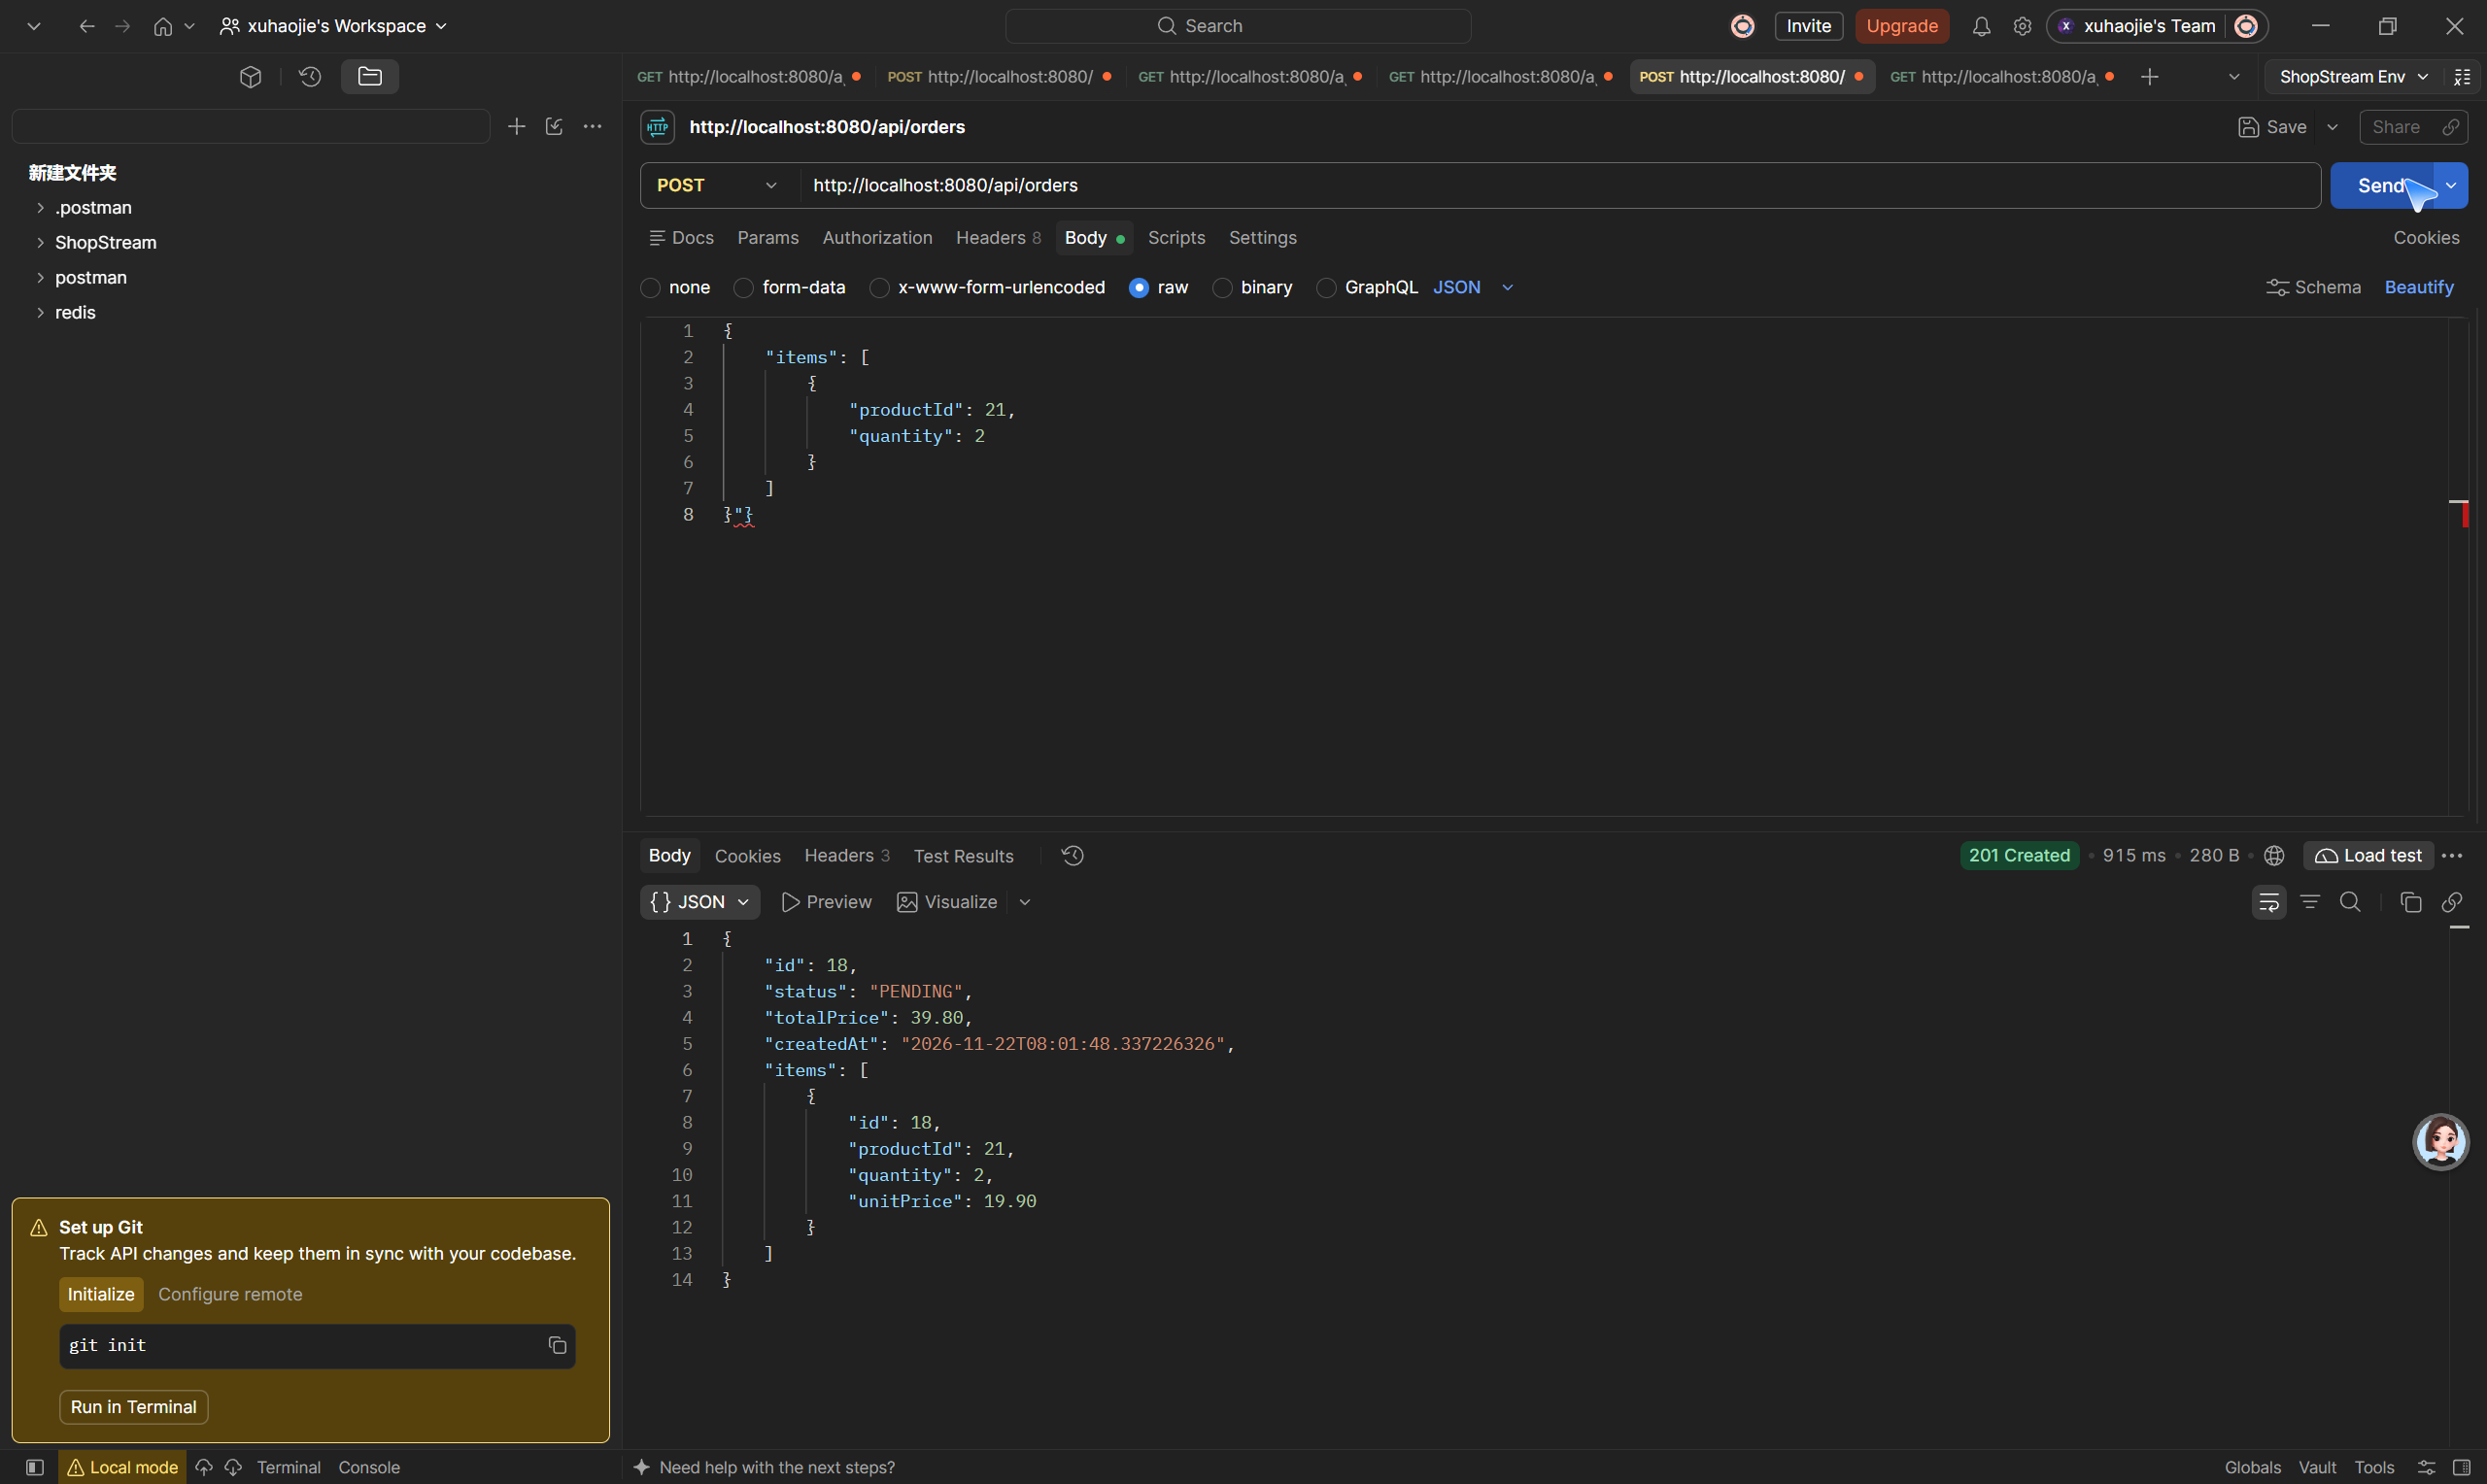 xuhaojie's Workspace
Search
Invite
Upgrade
x xuhaojie's Team
GET http://localhost:8080/a
POST http://localhost:8080/
GET http://localhost:8080/a
GET http://localhost:8080/a
POST http://localhost:8080/
GET http://localhost:8080/a
ShopStream Env
HTTP http://localhost:8080/api/orders
Save
Share
新建文件夹
.postman
ShopStream
postman
redis
POST
http://localhost:8080/api/orders
Send
Docs Params Authorization Headers 8 Body Scripts Settings
Cookies
none form-data x-www-form-urlencoded raw binary GraphQL JSON
Schema Beautify
1 {
2 "items": [
3 {
4 "productId": 21,
5 "quantity": 2
6 }
7 ]
8 }"}
Body Cookies Headers 3 Test Results
201 Created • 915 ms • 280 B
Load test
{} JSON Preview Visualize
1 {
2 "id": 18,
3 "status": "PENDING",
4 "totalPrice": 39.80,
5 "createdAt": "2026-11-22T08:01:48.337226326",
6 "items": [
7 {
8 "id": 18,
9 "productId": 21,
10 "quantity": 2,
11 "unitPrice": 19.90
12 }
13 ]
14 }
Set up Git
Track API changes and keep them in sync with your codebase.
Initialize Configure remote
git init
Run in Terminal
Local mode Terminal Console
Need help with the next steps?
Globals Vault Tools